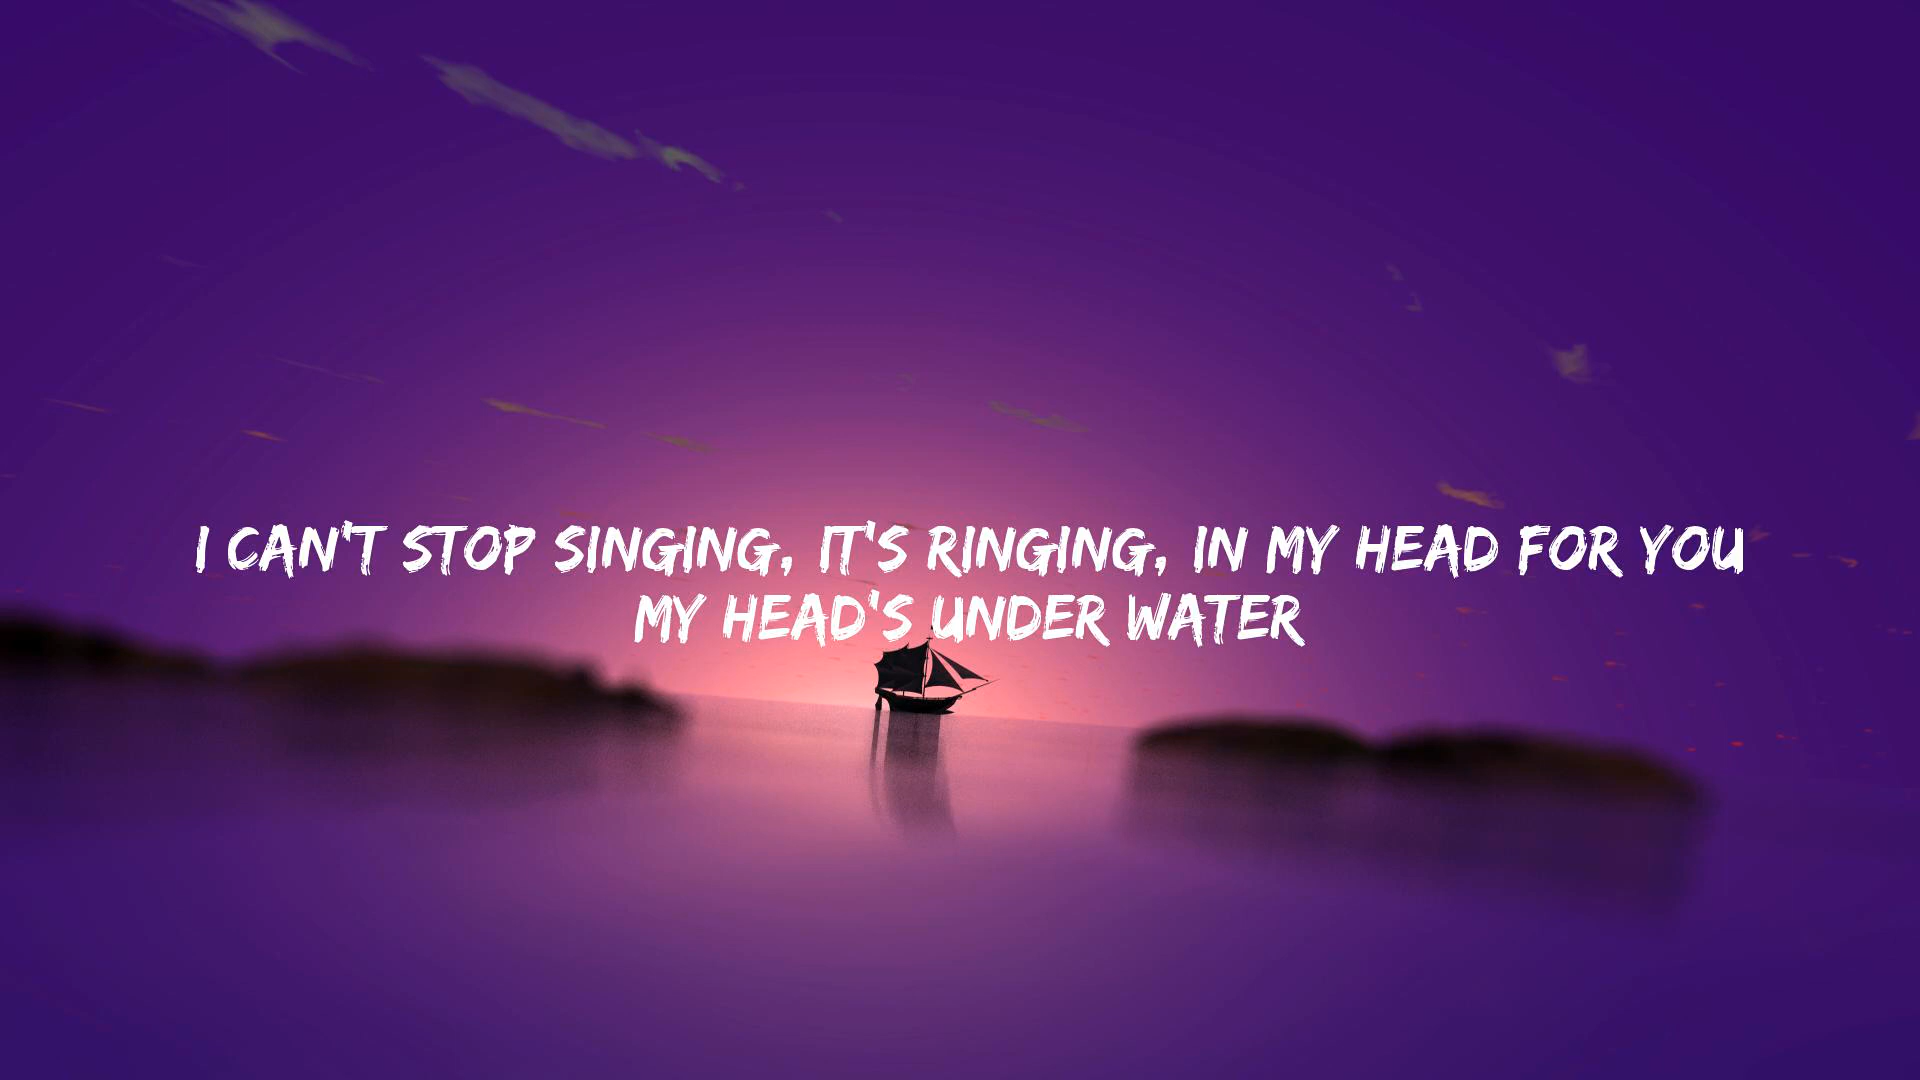 I CAN'T STOP SINGING, IT'S RINGING, IN MY HEAD FOR YOU
MY HEAD'S UNDER WATER